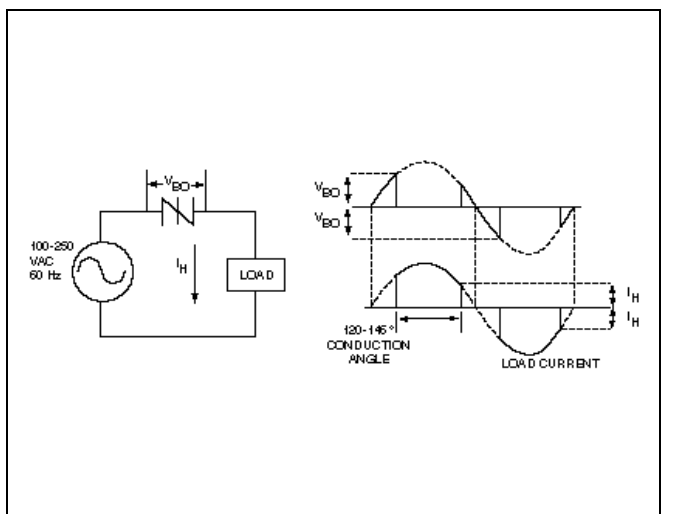 V_BO
100-250
VAC
60 Hz
I_H
LOAD
V_BO
V_BO
I_H
I_H
120-145°
CONDUCTION
ANGLE
LOAD CURRENT